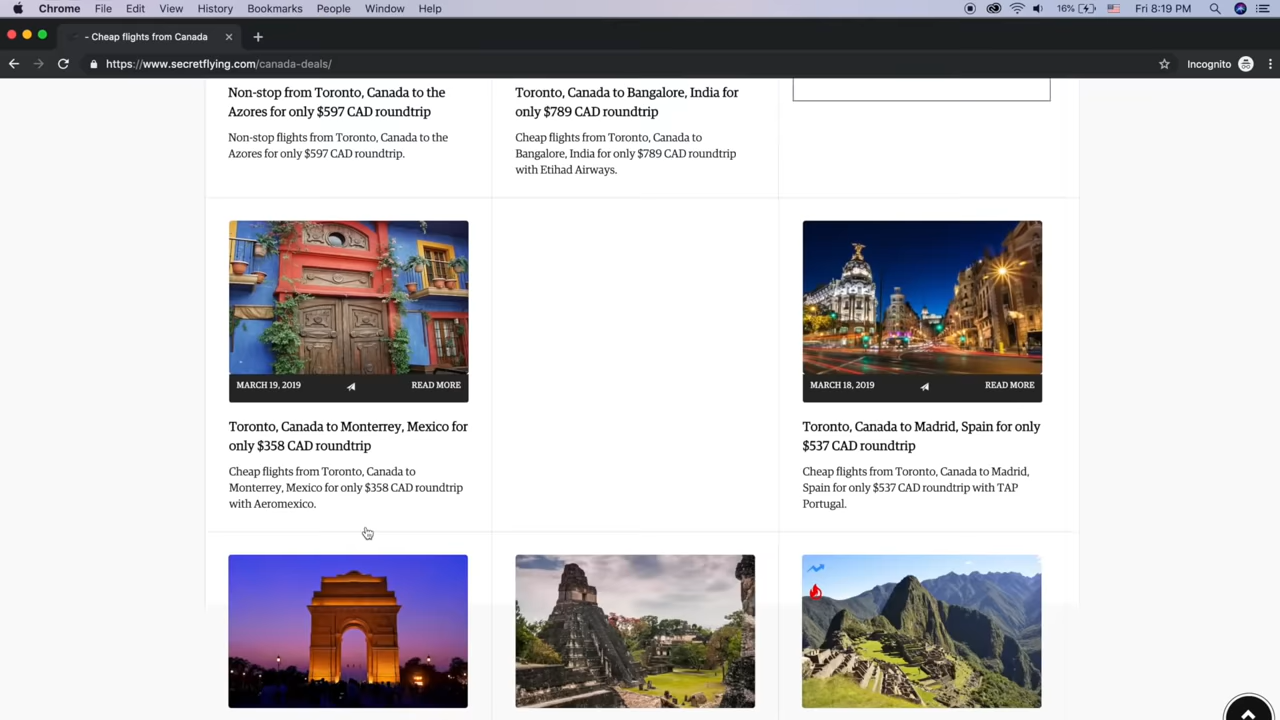 Chrome File Edit View History Bookmarks People Window Help 16% Fri 8:19 PM
- Cheap flights from Canada
https://www.secretflying.com/canada-deals/ Incognito
Non-stop from Toronto, Canada to the
Azores for only $597 CAD roundtrip
Non-stop flights from Toronto, Canada to the
Azores for only $597 CAD roundtrip.
Toronto, Canada to Bangalore, India for
only $789 CAD roundtrip
Cheap flights from Toronto, Canada to
Bangalore, India for only $789 CAD roundtrip
with Etihad Airways.
MARCH 19, 2019 READ MORE
Toronto, Canada to Monterrey, Mexico for
only $358 CAD roundtrip
Cheap flights from Toronto, Canada to
Monterrey, Mexico for only $358 CAD roundtrip
with Aeromexico.
MARCH 18, 2019 READ MORE
Toronto, Canada to Madrid, Spain for only
$537 CAD roundtrip
Cheap flights from Toronto, Canada to Madrid,
Spain for only $537 CAD roundtrip with TAP
Portugal.